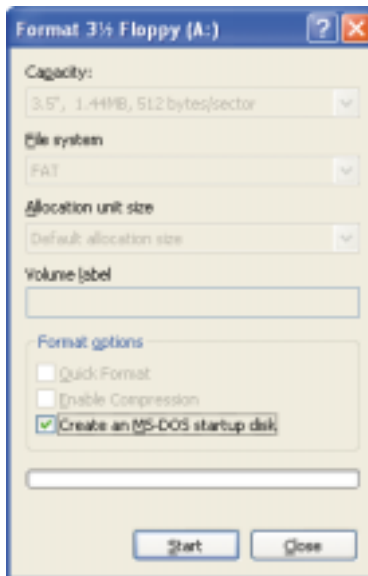 Format 3½ Floppy (A:)
Capacity:
3.5", 1.44MB, 512 bytes/sector
File system
FAT
Allocation unit size
Default allocation size
Volume label
Format options
Quick Format
Enable Compression
Create an MS-DOS startup disk
Start
Close